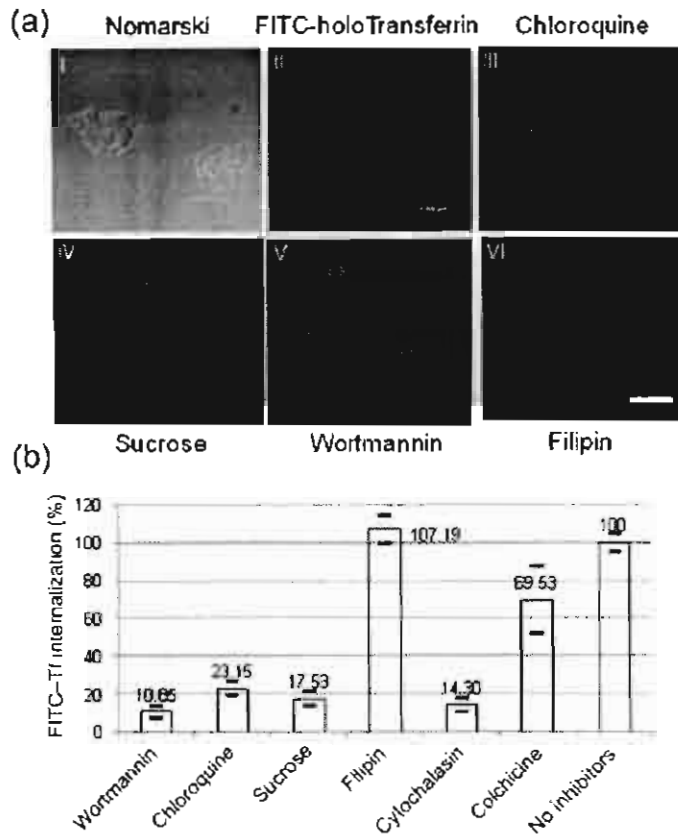 (a)
Nomarski FITC-holoTransferrin Chloroquine
I II III
IV V VI
Sucrose Wortmannin Filipin
(b)
FITC–Tf internalization (%)
120
100
80
60
40
20
0
10.65
23.15
17.53
107.19
14.30
69.53
100
Wortmannin
Chloroquine
Sucrose
Filipin
Cytochalasin
Colchicine
No inhibitors